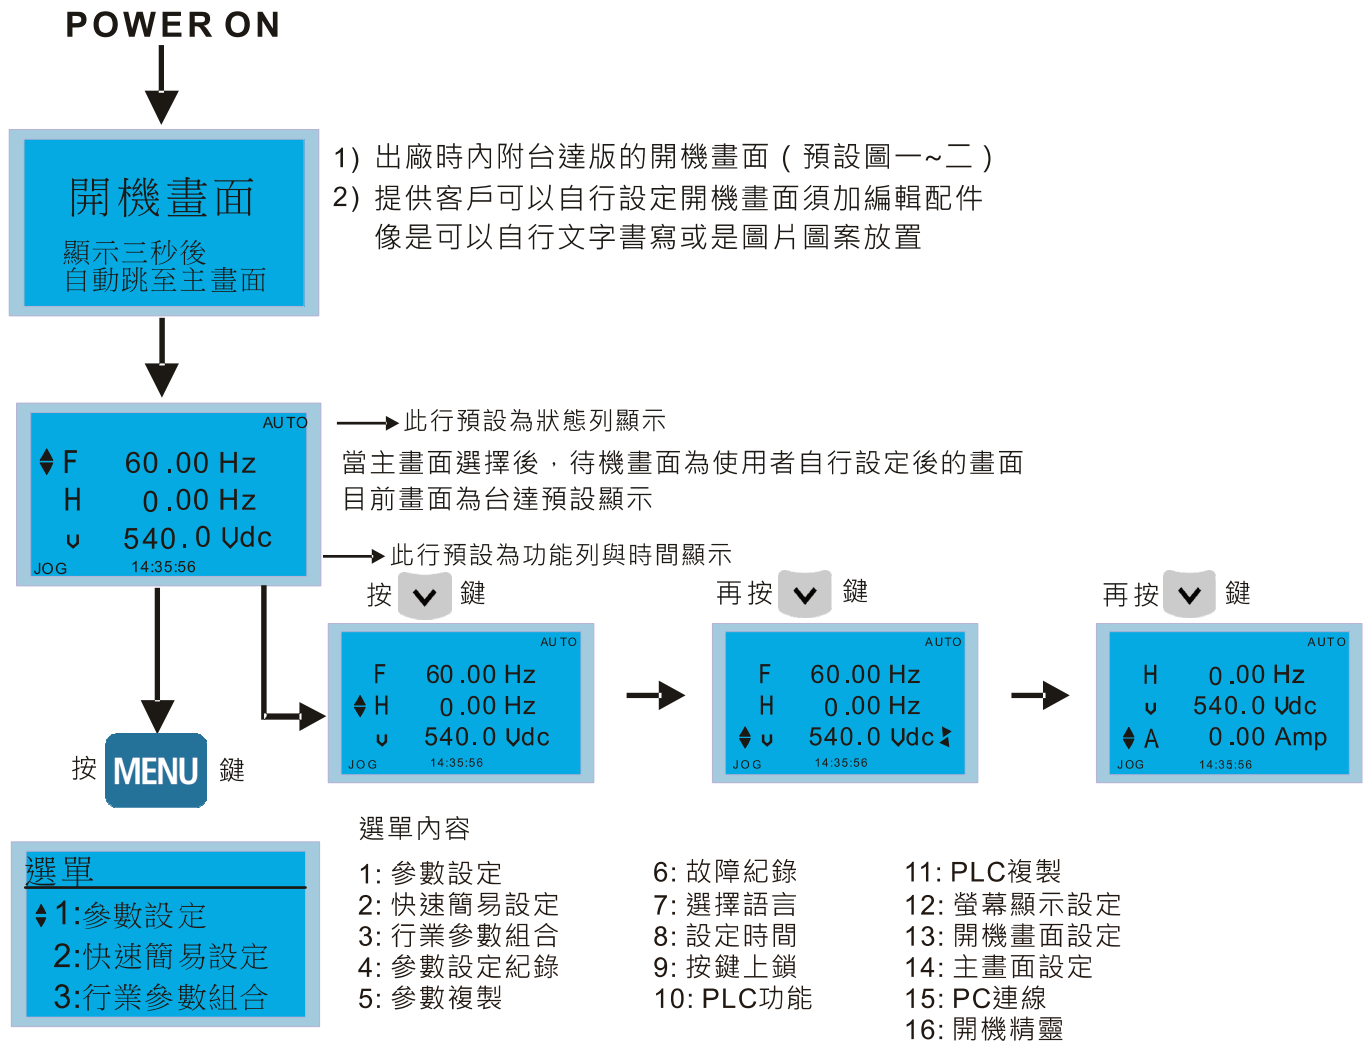 POWER ON
開機畫面
顯示三秒後
自動跳至主畫面
1) 出廠時內附台達版的開機畫面(預設圖一~二)
2) 提供客戶可以自行設定開機畫面須加編輯配件
像是可以自行文字書寫或是圖片圖案放置
AUTO
F 60.00 Hz
H 0.00 Hz
u 540.0 Vdc
JOG 14:35:56
此行預設為狀態列顯示
當主畫面選擇後,待機畫面為使用者自行設定後的畫面
目前畫面為台達預設顯示
此行預設為功能列與時間顯示
按 鍵
AUTO
F 60.00 Hz
H 0.00 Hz
u 540.0 Vdc
JOG 14:35:56
再按 鍵
AUTO
F 60.00 Hz
H 0.00 Hz
u 540.0 Vdc
JOG 14:35:56
再按 鍵
AUTO
H 0.00 Hz
u 540.0 Vdc
A 0.00 Amp
JOG 14:35:56
按 MENU 鍵
選單
1:參數設定
2:快速簡易設定
3:行業參數組合
選單內容
1: 參數設定
2: 快速簡易設定
3: 行業參數組合
4: 參數設定紀錄
5: 參數複製
6: 故障紀錄
7: 選擇語言
8: 設定時間
9: 按鍵上鎖
10: PLC功能
11: PLC複製
12: 螢幕顯示設定
13: 開機畫面設定
14: 主畫面設定
15: PC連線
16: 開機精靈